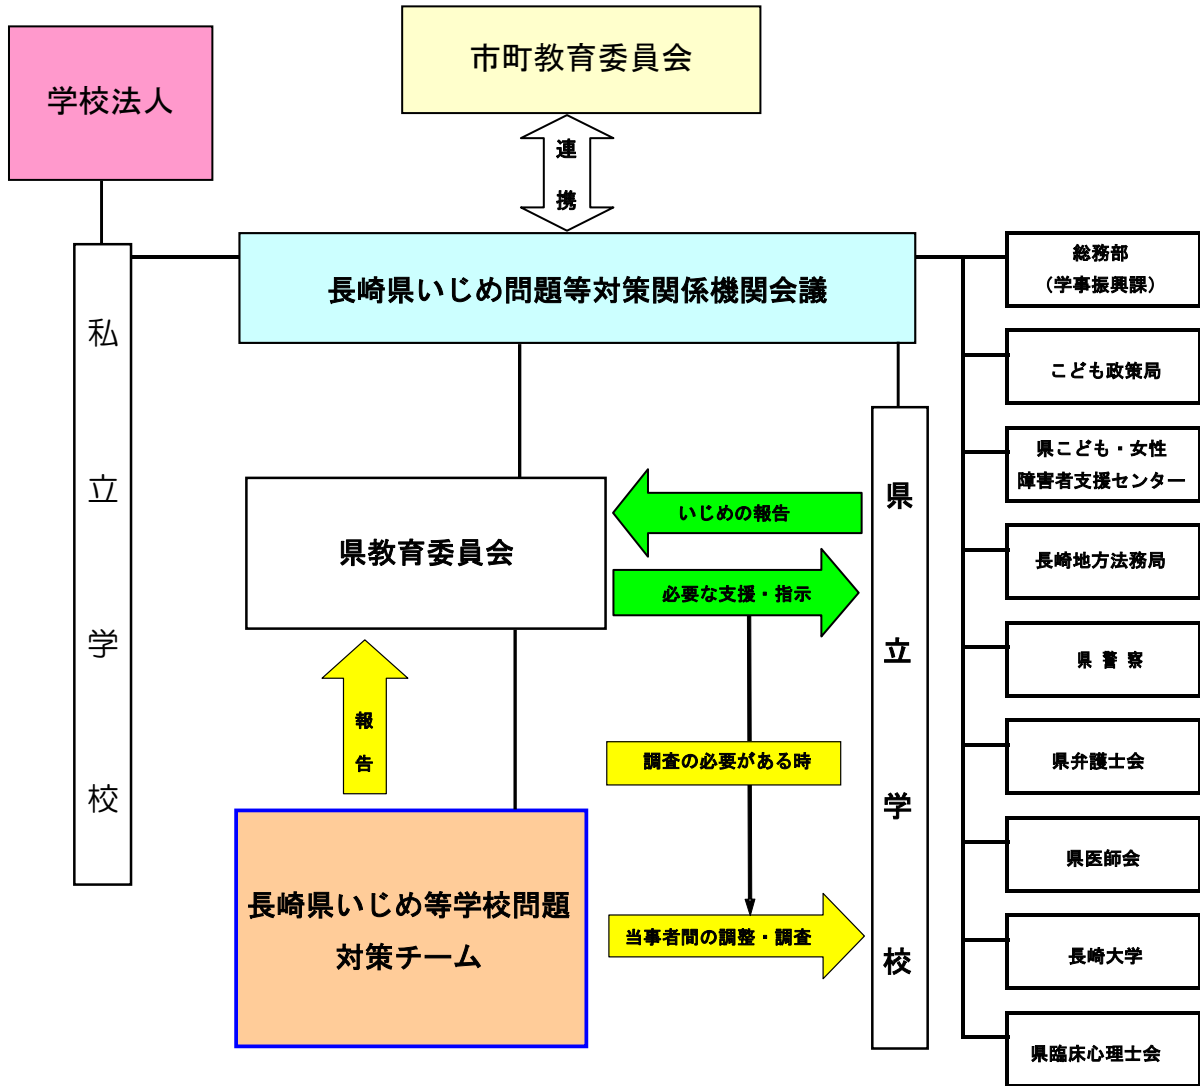 学校法人
市町教育委員会
連携
長崎県いじめ問題等対策関係機関会議
私立学校
県教育委員会
いじめの報告
必要な支援・指示
報告
調査の必要がある時
長崎県いじめ等学校問題
対策チーム
当事者間の調整・調査
県立学校
総務部
（学事振興課）
こども政策局
県こども・女性
障害者支援センター
長崎地方法務局
県 警 察
県弁護士会
県医師会
長崎大学
県臨床心理士会